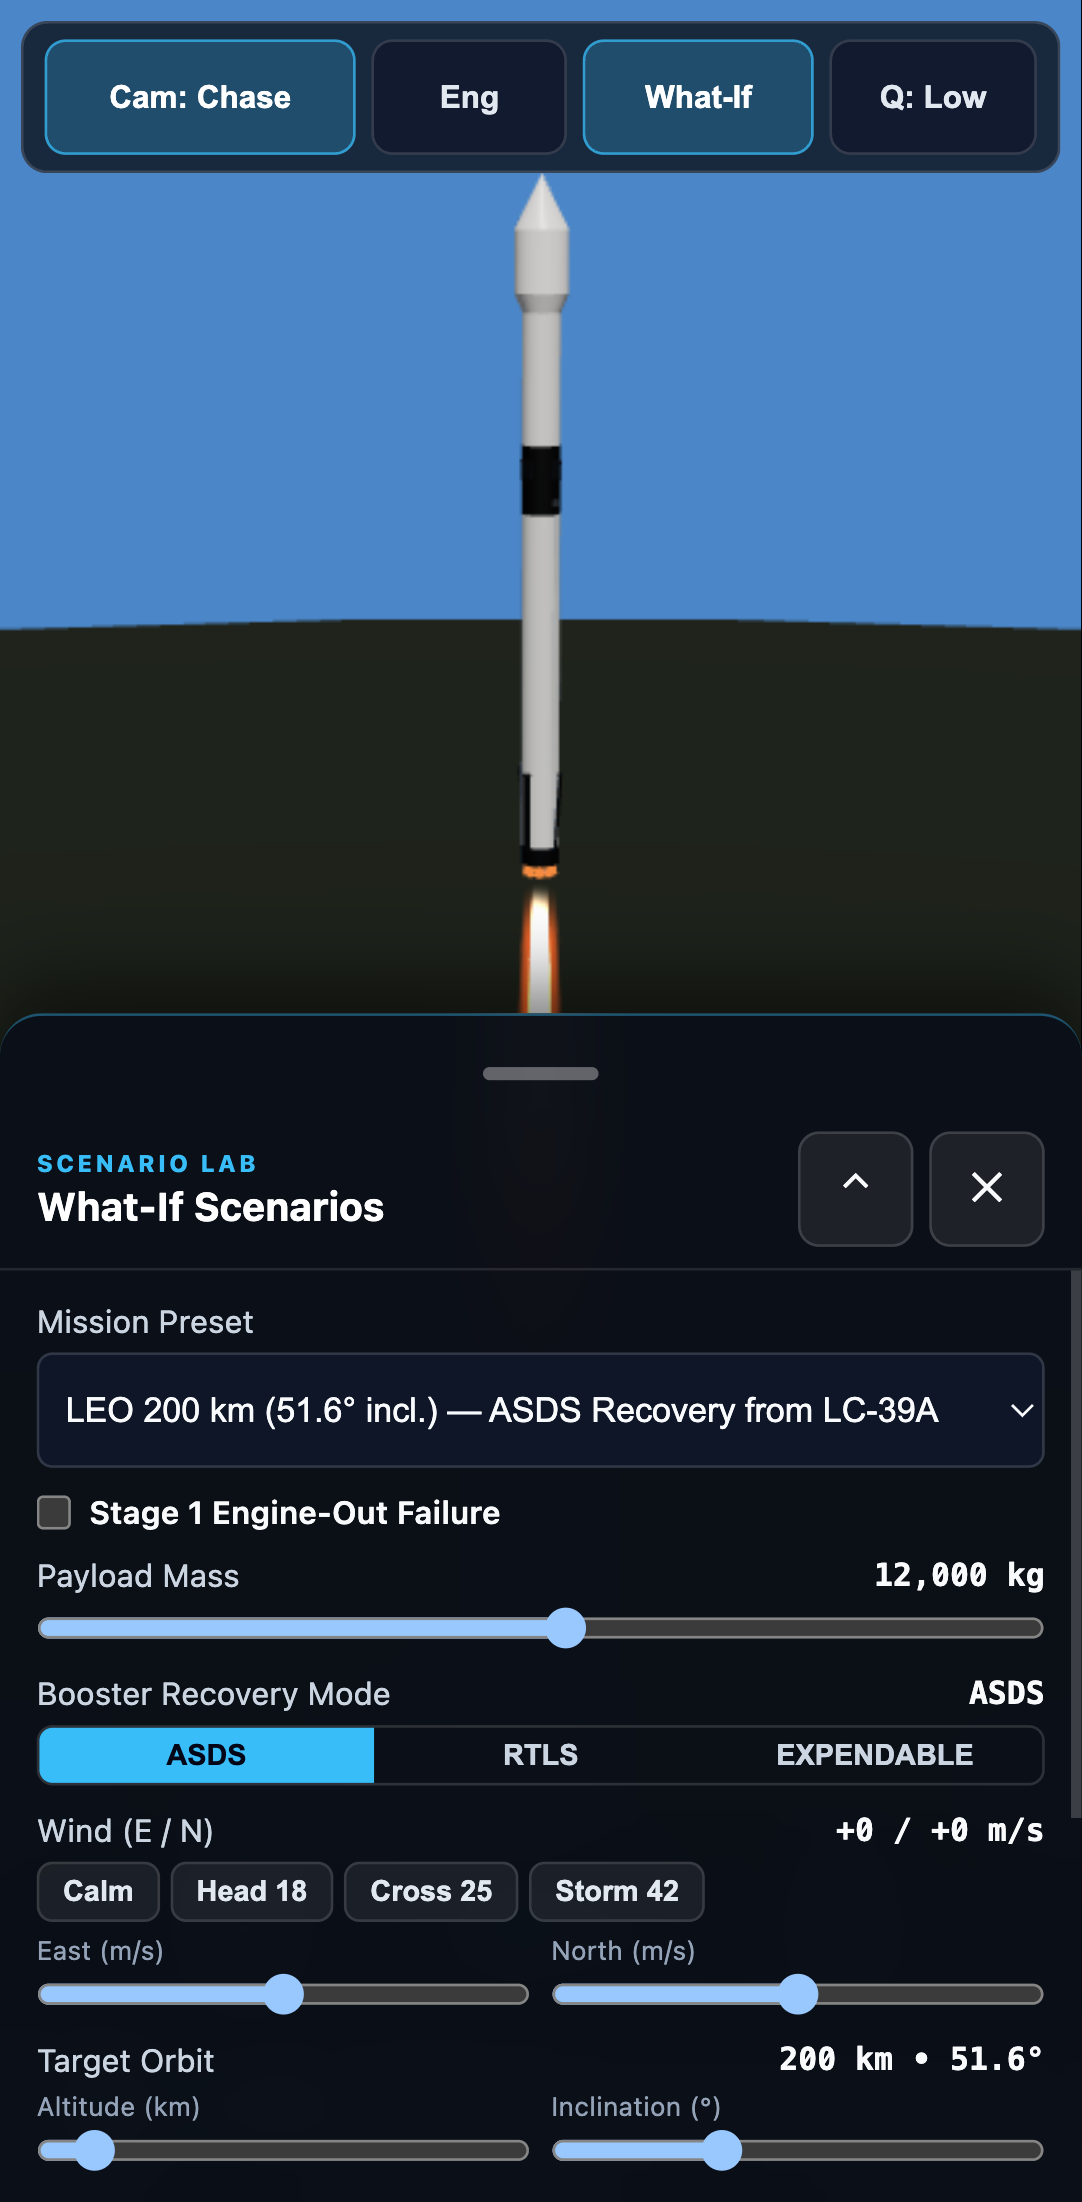 Cam: Chase Eng What-If Q: Low
SCENARIO LAB
What-If Scenarios
Mission Preset
LEO 200 km (51.6° incl.) — ASDS Recovery from LC-39A
Stage 1 Engine-Out Failure
Payload Mass 12,000 kg
Booster Recovery Mode ASDS
ASDS RTLS EXPENDABLE
Wind (E / N) +0 / +0 m/s
Calm Head 18 Cross 25 Storm 42
East (m/s) North (m/s)
Target Orbit 200 km • 51.6°
Altitude (km) Inclination (°)